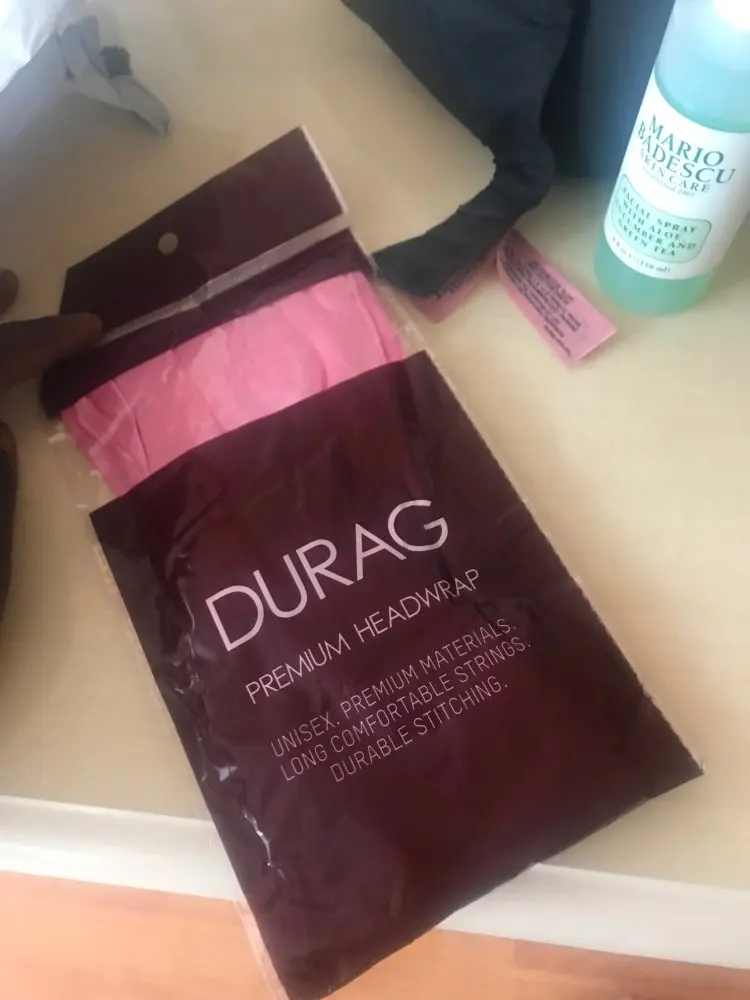 MARIO
BADESCU
SKIN CARE
FACIAL SPRAY
WITH ALOE,
CUCUMBER AND
GREEN TEA
DURAG
PREMIUM HEADWRAP
UNISEX. PREMIUM MATERIALS.
LONG COMFORTABLE STRINGS.
DURABLE STITCHING.